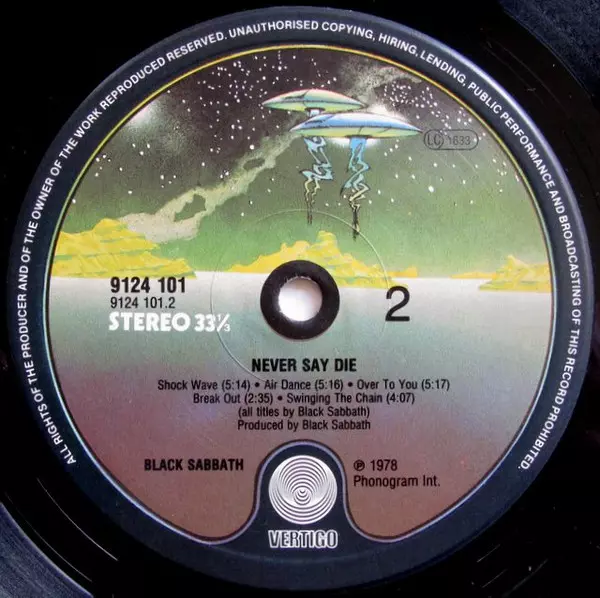 ALL RIGHTS OF THE PRODUCER AND OF THE OWNER OF THE WORK REPRODUCED RESERVED. UNAUTHORISED COPYING, HIRING, LENDING, PUBLIC PERFORMANCE AND BROADCASTING OF THIS RECORD PROHIBITED.
LC 1633
9124 101
9124 101.2
STEREO 33⅓
2
NEVER SAY DIE
Shock Wave (5:14) • Air Dance (5:16) • Over To You (5:17)
Break Out (2:35) • Swinging The Chain (4:07)
(all titles by Black Sabbath)
Produced by Black Sabbath
BLACK SABBATH
℗ 1978
Phonogram Int.
VERTIGO